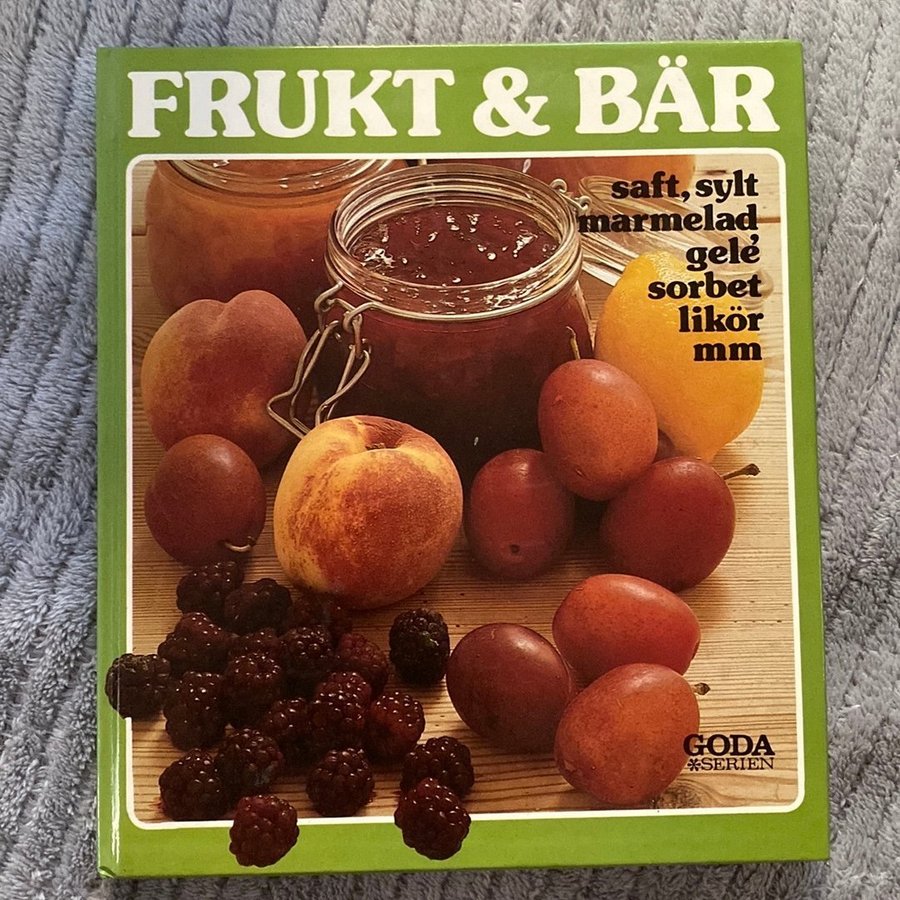 FRUKT & BÄR
saft, sylt
marmelad,
gelé
sorbet
likör
mm
GODA
*SERIEN